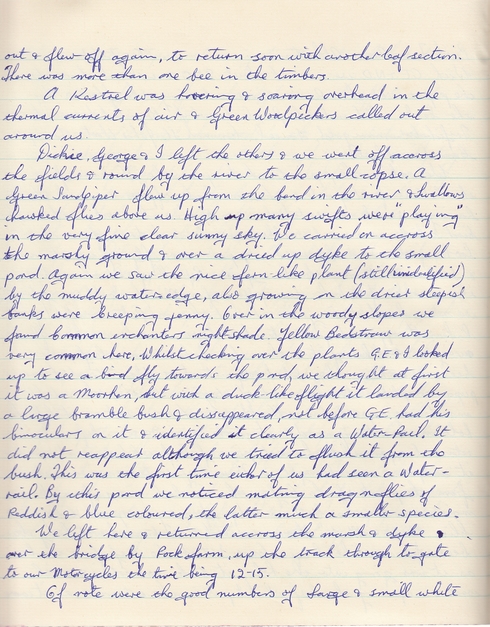 out & flew off again, to return soon with another leaf section.
There was more than one bee in the timbers.
A Kestrel was hovering & soaring overhead in the
thermal currents of air & Green Woodpeckers called out
around us.
Dickie, George & I left the others & we went off accross
the fields & round by the river to the small copse. A
Green Sandpiper flew up from the bend in the river & Swallows
hawked flies above us. High up many swifts were "playing"
in the very fine clear sunny sky. We carried on accross
the marshy ground & over a dried up dyke to the small
pond. Again we saw the nice fern like plant (still unidentified)
by the muddy waters edge, also growing on the drier steepish
banks were Creeping jenny. Over in the woody slopes we
found Common enchanters nightshade. Yellow Bedstraw was
very common here. Whilst checking over the plants G.E & I looked
up to see a bird fly towards the pond, we thought at first
it was a Moorhen, but with a duck-like flight it landed by
a large bramble bush & disappeared, not before G.E. had his
binoculars on it & identified it clearly as a Water-Rail. It
did not reappear although we tried to flush it from the
bush. This was the first time either of us had seen a Water-
rail. By this pond we noticed mating dragonflies of
Reddish & blue coloured, the latter much a smaller species.
We left here & returned accross the marsh & dyke
over the bridge by Pock farm, up the track through to gate
to our Motorcycles the time being 12-15.
Of note were the good numbers of Large & small white